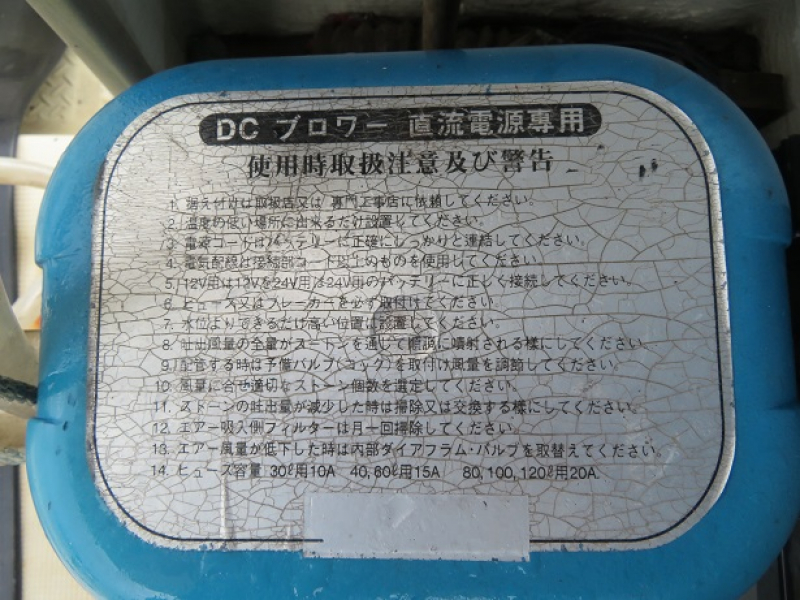 DC ブロワー 直流電源専用
使用時取扱注意及び警告
1. 据え付けは取扱店又は 専門工事店に依頼してください。
2. 温度の低い場所に出来るだけ設置してください。
3. 電源コードはバッテリーに正確にしっかりと連結してください。
4. 電気配線は接続部コード以上のものを使用してください
5. 12V用は12Vを24V用は24V用のバッテリーに正しく接続してください。
6. ヒューズ又はブレーカーを必ず取付けてください.
7. 水位よりできるだけ高い位置に設置してください。
8. 吐出風量の全量がストーンを通して順調に噴射される様にしてください.
9. 配管する時は予備バルブ(コック)を取付け風量を調節してください。
10. 風量に合せ適切なストーン個数を選定してください.
11. ストーンの吐出量が減少した時は掃除又は交換する様にしてください。
12. エアー吸入側フィルターは月一回掃除してください。
13. エアー風量が低下した時は内部ダイアフラム・バルブを取替えてください。
14. ヒューズ容量 30ℓ用10A 40,60ℓ用15A 80,100,120ℓ用20A.